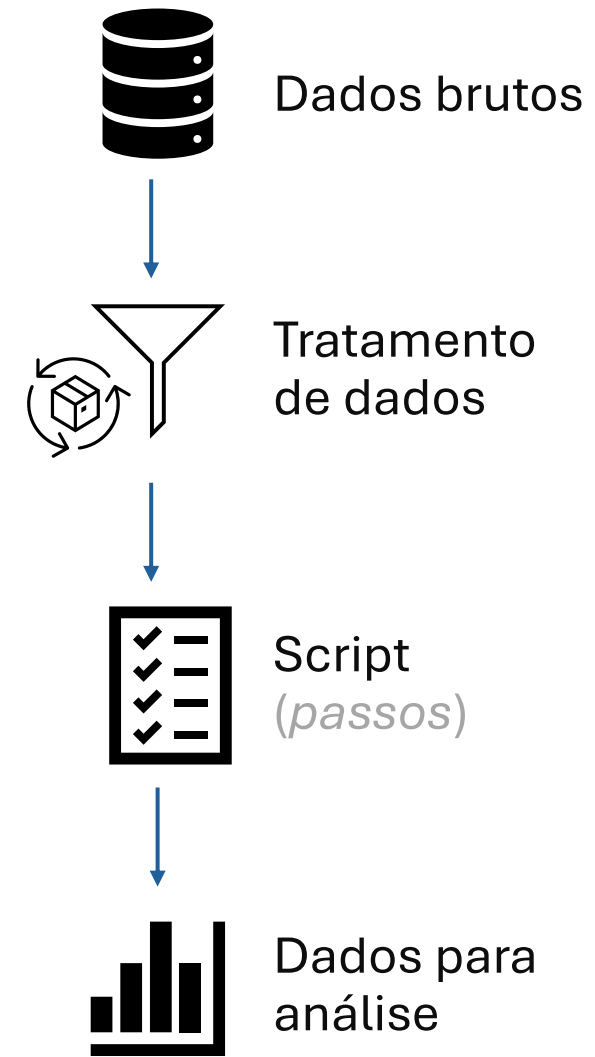 Dados brutos
Tratamento
de dados
Script
(passos)
Dados para
análise